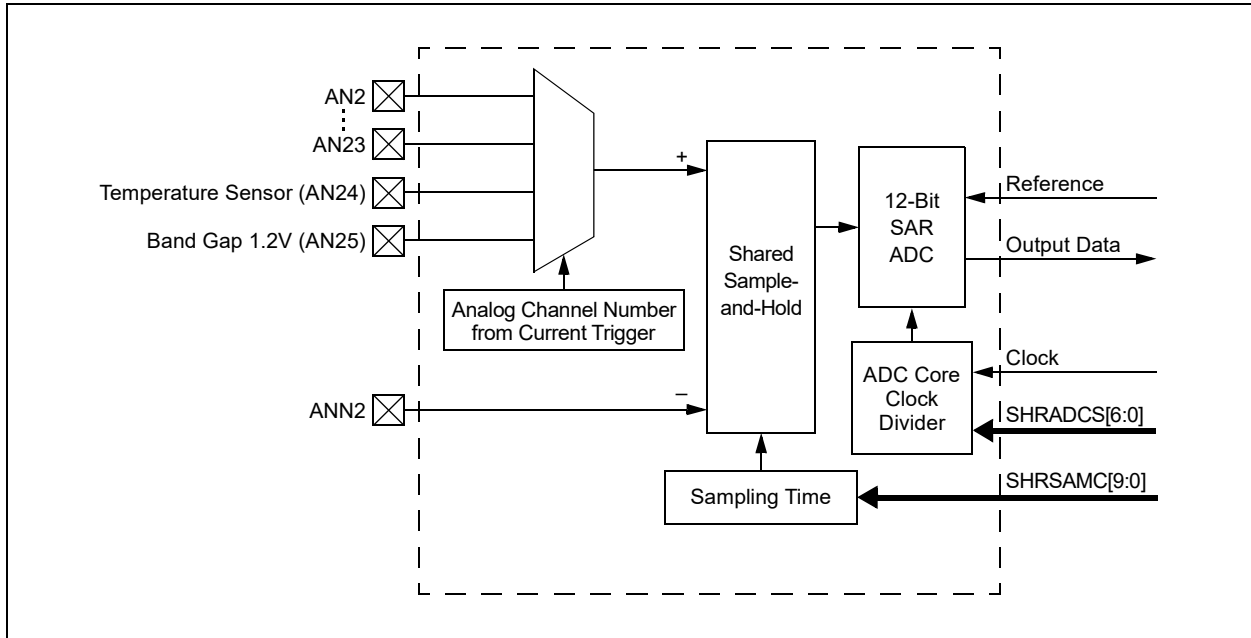 AN2
AN23
Temperature Sensor (AN24)
Band Gap 1.2V (AN25)
Analog Channel Number
from Current Trigger
ANN2
+
–
Shared
Sample-
and-Hold
Sampling Time
12-Bit
SAR
ADC
ADC Core
Clock
Divider
Reference
Output Data
Clock
SHRADCS[6:0]
SHRSAMC[9:0]